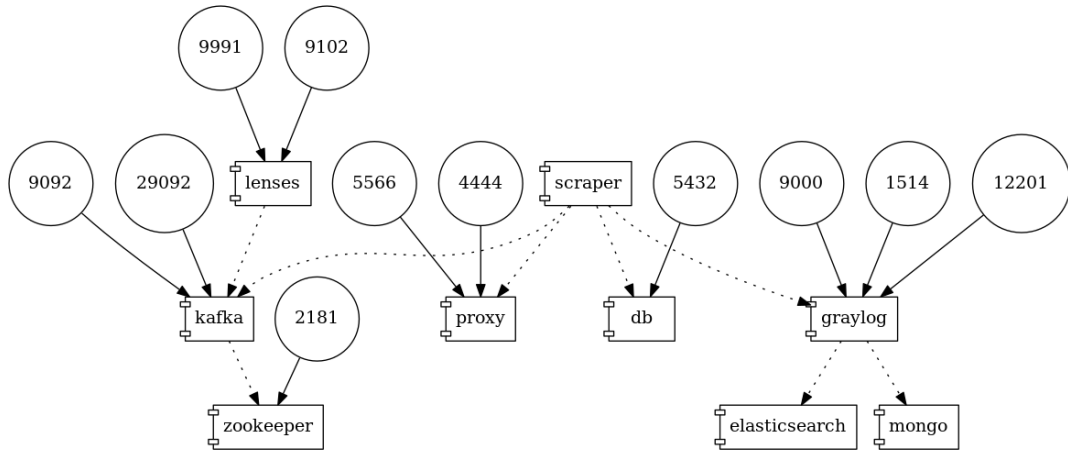 9991
9102
9092
29092
lenses
5566
4444
scraper
5432
9000
1514
12201
kafka
2181
proxy
db
graylog
zookeeper
elasticsearch
mongo